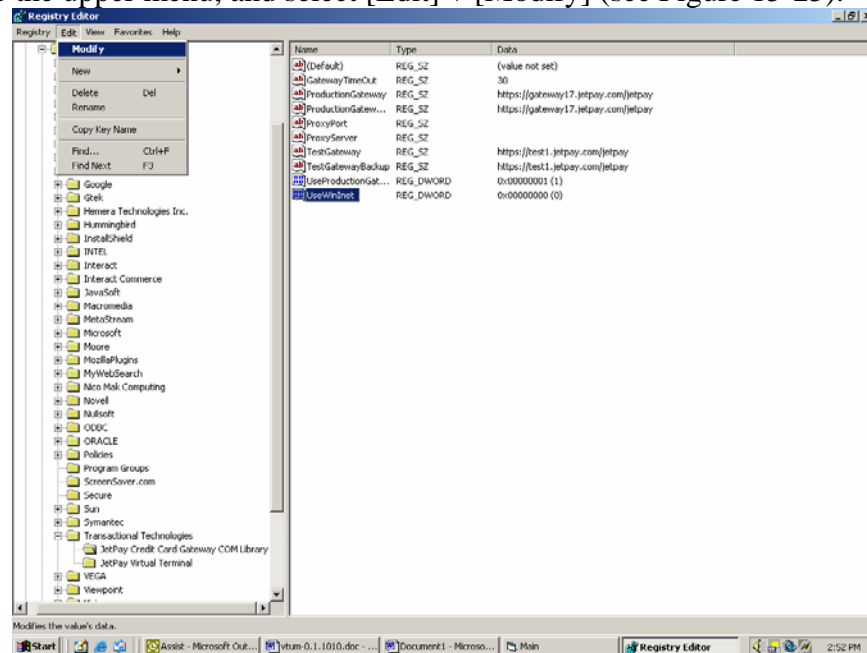 the upper menu, and select [Edit]
[Modify] (see Figure
Registry Editor
Registry Edit View Favorites Help
Modify
New
Delete Del
Rename
Copy Key Name
Find... Ctrl+F
Find Next F3
Google
Gtek
Hemera Technologies Inc.
Hummingbird
InstallShield
INTEL
Interact
Interact Commerce
JavaSoft
Macromedia
MetaStream
Microsoft
Moore
MozillaPlugins
MyWebSearch
Nico Mak Computing
Novell
Nullsoft
ODBC
ORACLE
Policies
Program Groups
ScreenSaver.com
Secure
Sun
Symantec
Transactional Technologies
JetPay Credit Card Gateway COM Library
JetPay Virtual Terminal
VEGA
Viewpoint
Name Type Data
(Default) REG_SZ (value not set)
GatewayTimeOut REG_SZ 30
ProductionGateway REG_SZ https://gateway17.jetpay.com/jetpay
ProductionGatew... REG_SZ https://gateway17.jetpay.com/jetpay
ProxyPort REG_SZ
ProxyServer REG_SZ
TestGateway REG_SZ https://test1.jetpay.com/jetpay
TestGatewayBackup REG_SZ https://test1.jetpay.com/jetpay
UseProductionGat... REG_DWORD 0x00000001 (1)
UseWinInet REG_DWORD 0x00000000 (0)
Modifies the value's data.
Start Assist - Microsoft Out... vtum-0.1.1010.doc - ... Document1 - Microso... Main Registry Editor 2:52 PM